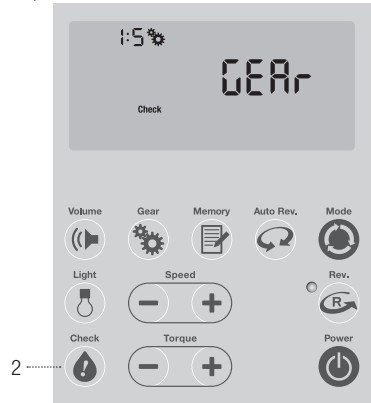 1:5
GEAr
Check
Volume Gear Memory Auto Rev. Mode
Light Speed Rev.
R
Check Torque Power
2